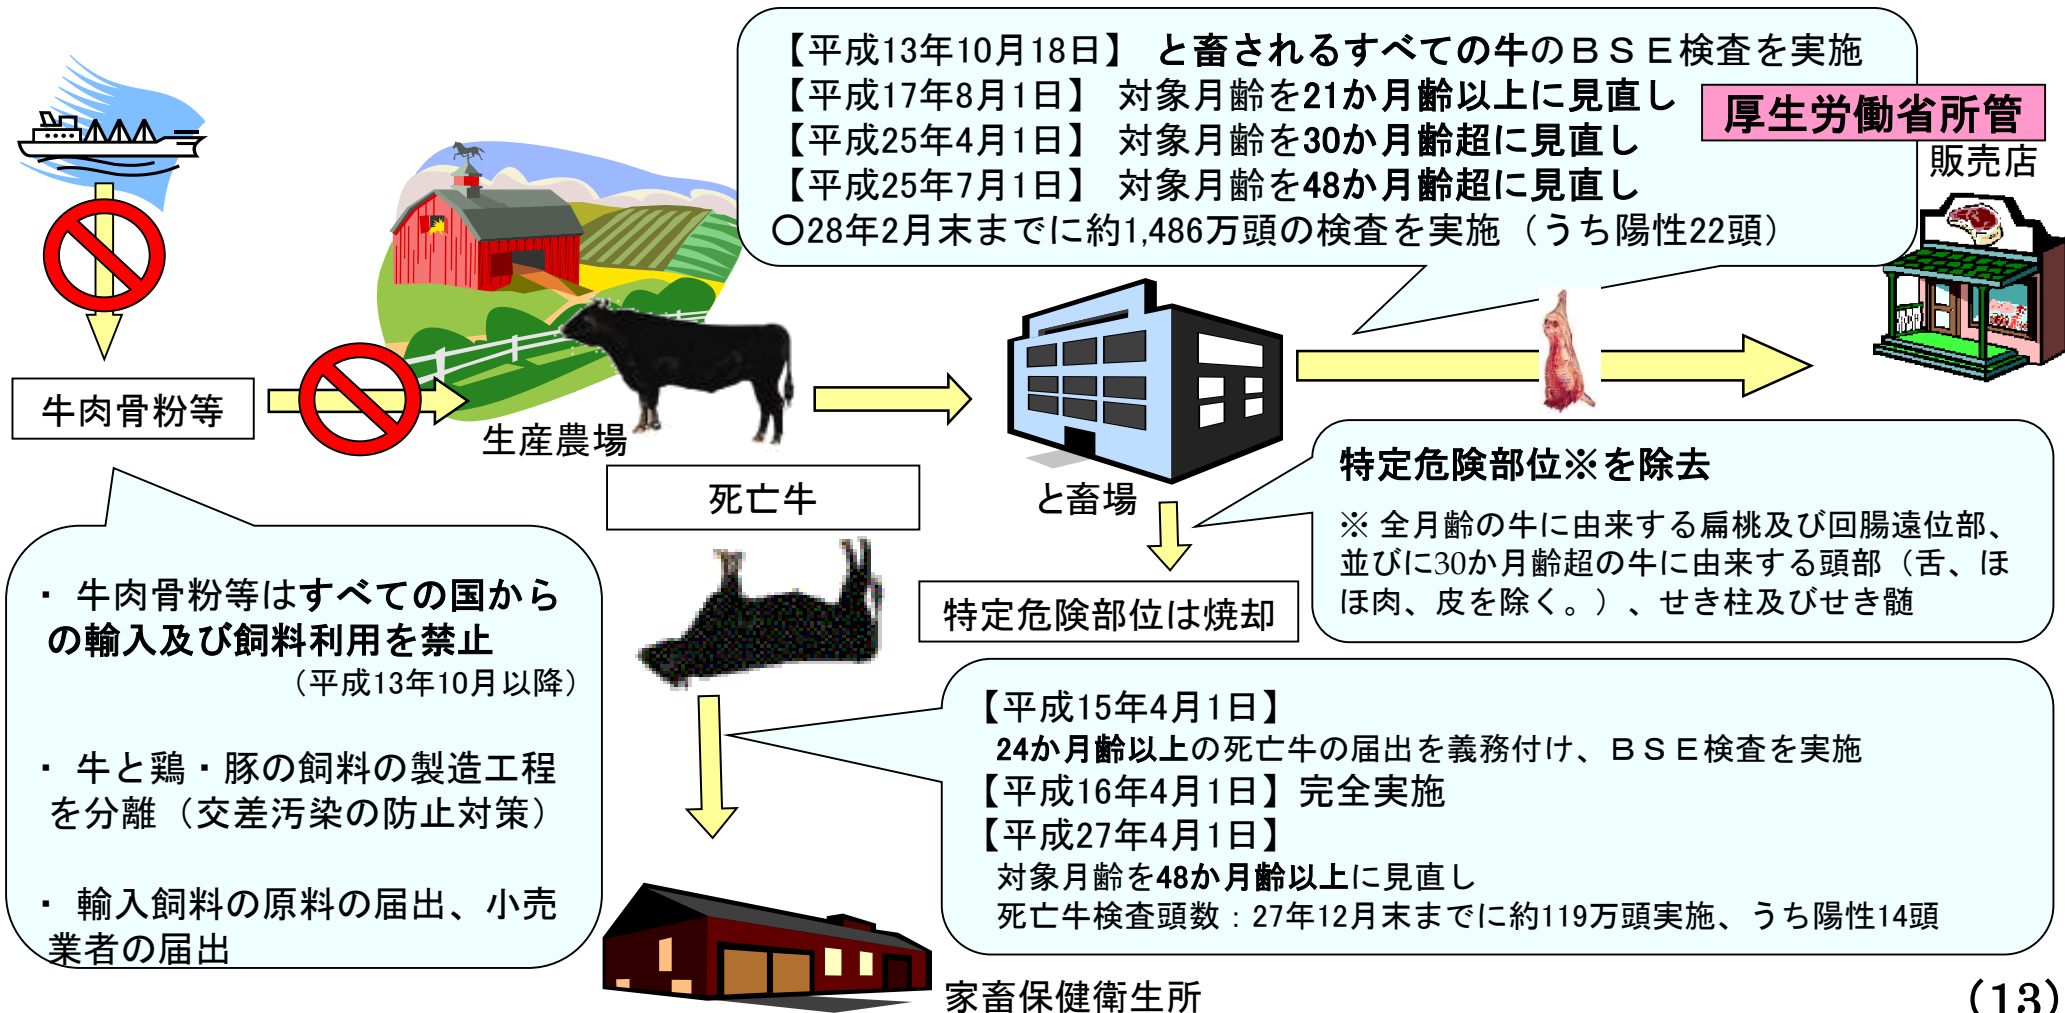 【平成13年10月18日】 と畜されるすべての牛のＢＳＥ検査を実施
【平成17年8月1日】 対象月齢を21か月齢以上に見直し
【平成25年4月1日】 対象月齢を30か月齢超に見直し
【平成25年7月1日】 対象月齢を48か月齢超に見直し
〇28年2月末までに約1,486万頭の検査を実施（うち陽性22頭）
厚生労働省所管
販売店
牛肉骨粉等
生産農場
死亡牛
と畜場
特定危険部位※を除去
※ 全月齢の牛に由来する扁桃及び回腸遠位部、
並びに30か月齢超の牛に由来する頭部（舌、ほ
ほ肉、皮を除く。）、せき柱及びせき髄
特定危険部位は焼却
・ 牛肉骨粉等はすべての国から
の輸入及び飼料利用を禁止
（平成13年10月以降）
・ 牛と鶏・豚の飼料の製造工程
を分離（交差汚染の防止対策）
・ 輸入飼料の原料の届出、小売
業者の届出
【平成15年4月1日】
24か月齢以上の死亡牛の届出を義務付け、ＢＳＥ検査を実施
【平成16年4月1日】完全実施
【平成27年4月1日】
対象月齢を48か月齢以上に見直し
死亡牛検査頭数：27年12月末までに約119万頭実施、うち陽性14頭
家畜保健衛生所
（13）